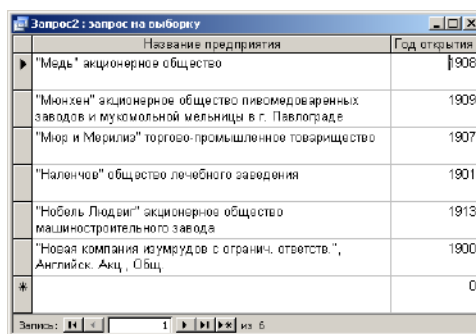 Запрос2 : запрос на выборку
Название предприятия Год открытия
"Медь" акционерное общество 1908
"Мюнхен" акционерное общество пивомедоваренных 1909
заводов и мукомольной мельницы в г. Павлограде
"Мюр и Мерилиз" торгово-промышленное товарищество 1907
"Наленчов" общество лечебного заведения 1901
"Нобель Людвиг" акционерное общество 1913
машиностроительного завода
"Новая компания изумрудов с огранич. ответств.", 1900
Английск. Акц., Общ.
0
Запись: 1 из 6